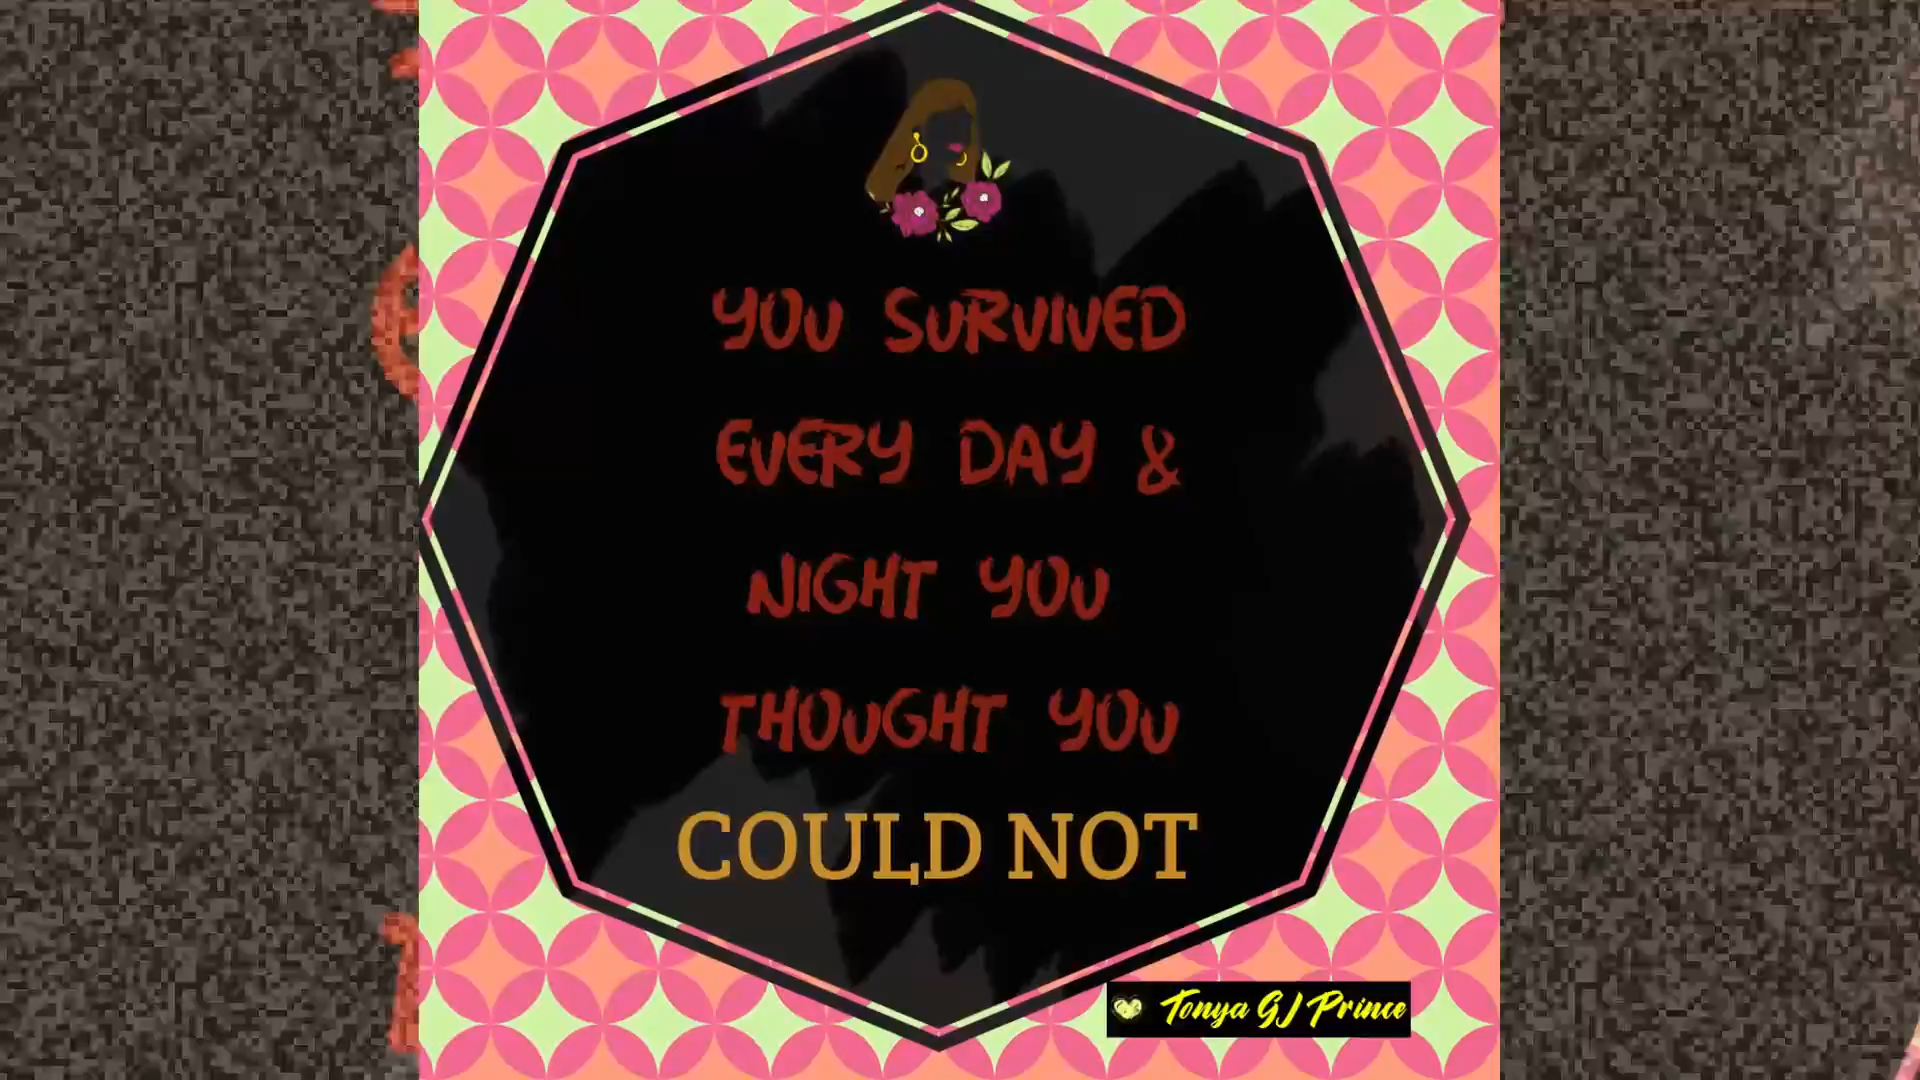 YOU SURVIVED
EVERY DAY &
NIGHT YOU
THOUGHT YOU
COULD NOT
Tonya GJ Prince